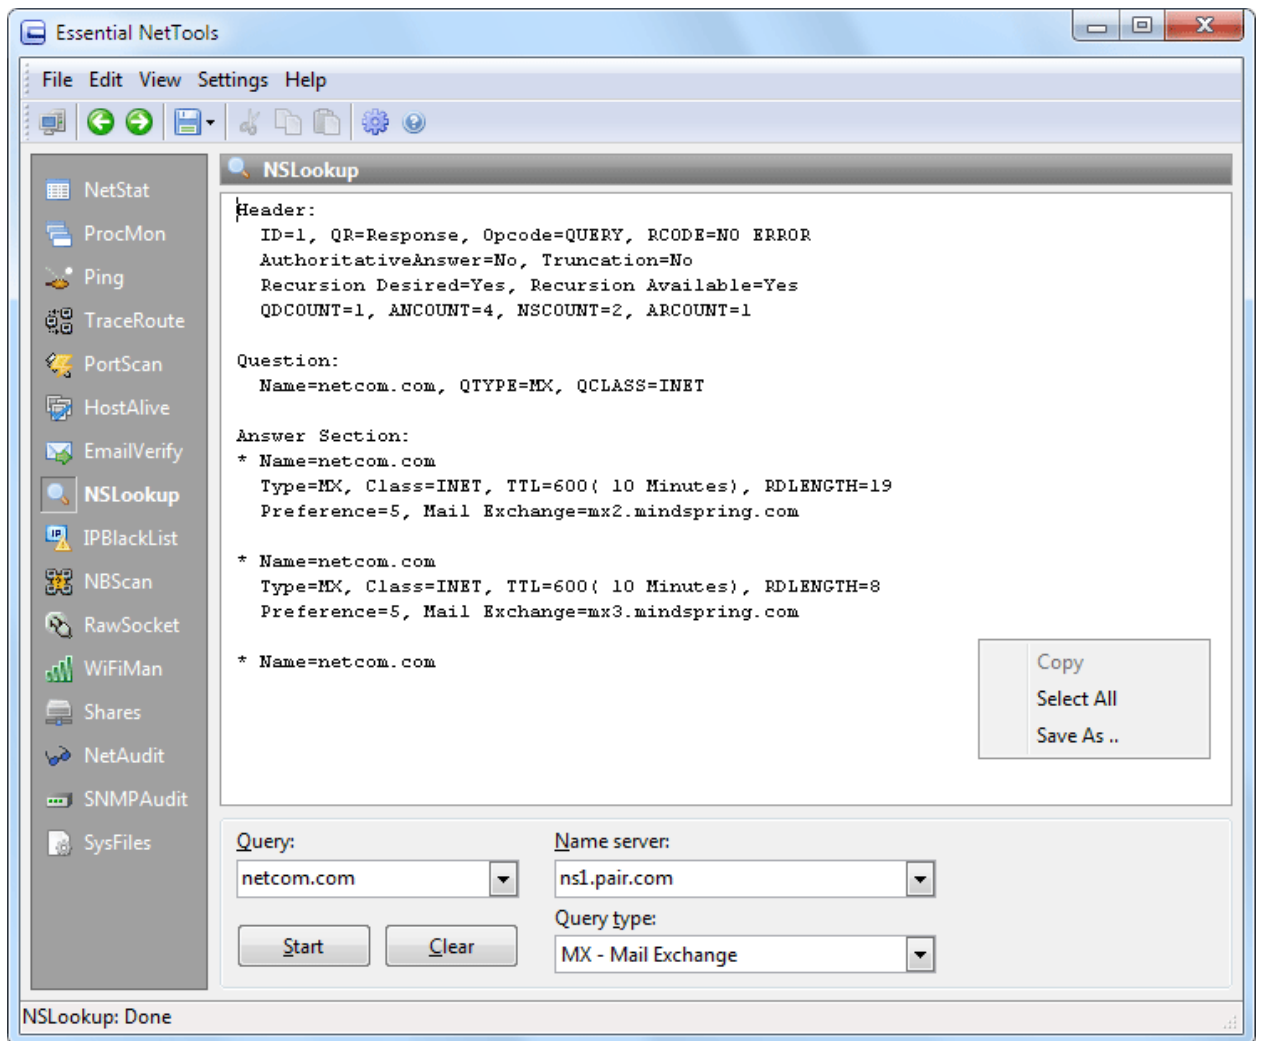 Essential NetTools
File Edit View Settings Help
NetStat
ProcMon
Ping
TraceRoute
PortScan
HostAlive
EmailVerify
NSLookup
IPBlackList
NBScan
RawSocket
WiFiMan
Shares
NetAudit
SNMPAudit
SysFiles
NSLookup
Header:
ID=1, QR=Response, Opcode=QUERY, RCODE=NO ERROR
AuthoritativeAnswer=No, Truncation=No
Recursion Desired=Yes, Recursion Available=Yes
QDCOUNT=1, ANCOUNT=4, NSCOUNT=2, ARCOUNT=1
Question:
Name=netcom.com, QTYPE=MX, QCLASS=INET
Answer Section:
* Name=netcom.com
Type=MX, Class=INET, TTL=600( 10 Minutes), RDLENGTH=19
Preference=5, Mail Exchange=mx2.mindspring.com
* Name=netcom.com
Type=MX, Class=INET, TTL=600( 10 Minutes), RDLENGTH=8
Preference=5, Mail Exchange=mx3.mindspring.com
* Name=netcom.com
Copy
Select All
Save As ..
Query:
netcom.com
Name server:
ns1.pair.com
Query type:
MX - Mail Exchange
Start
Clear
NSLookup: Done